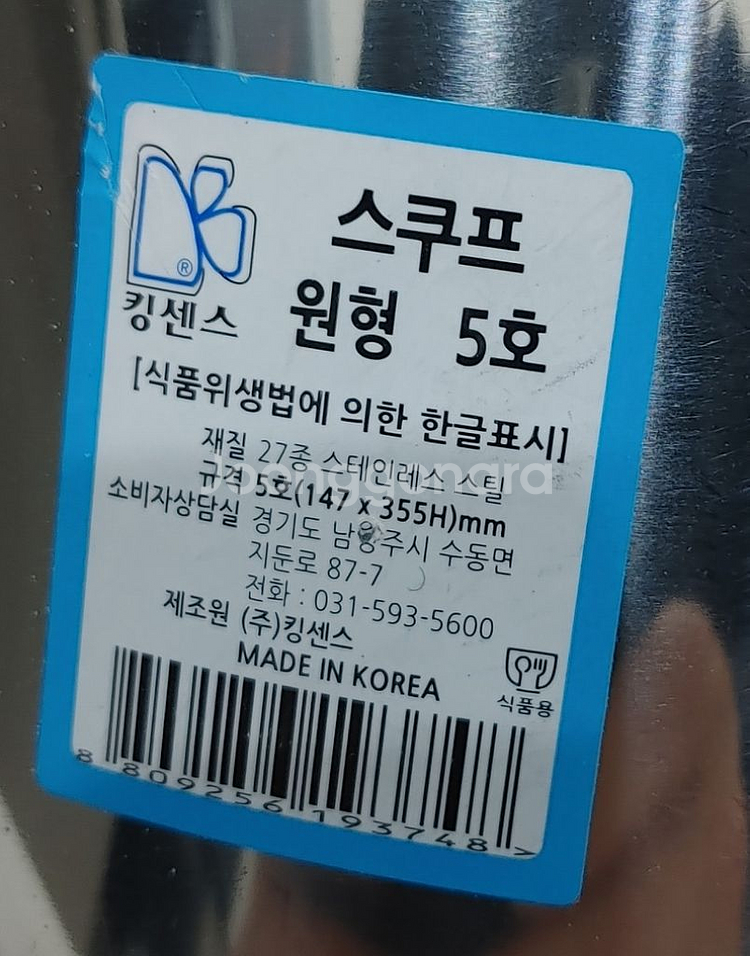 스쿠프
®
킹센스
원형 5호
[식품위생법에 의한 한글표시]
재질 27종 스테인레스 스틸
Joonggonara
규격 5호(147 x 355H)mm
소비자상담실 경기도 남양주시 수동면
지둔로 87-7
전화 : 031-593-5600
제조원 (주)킹센스
MADE IN KOREA
식품용
8 809256 193748 >